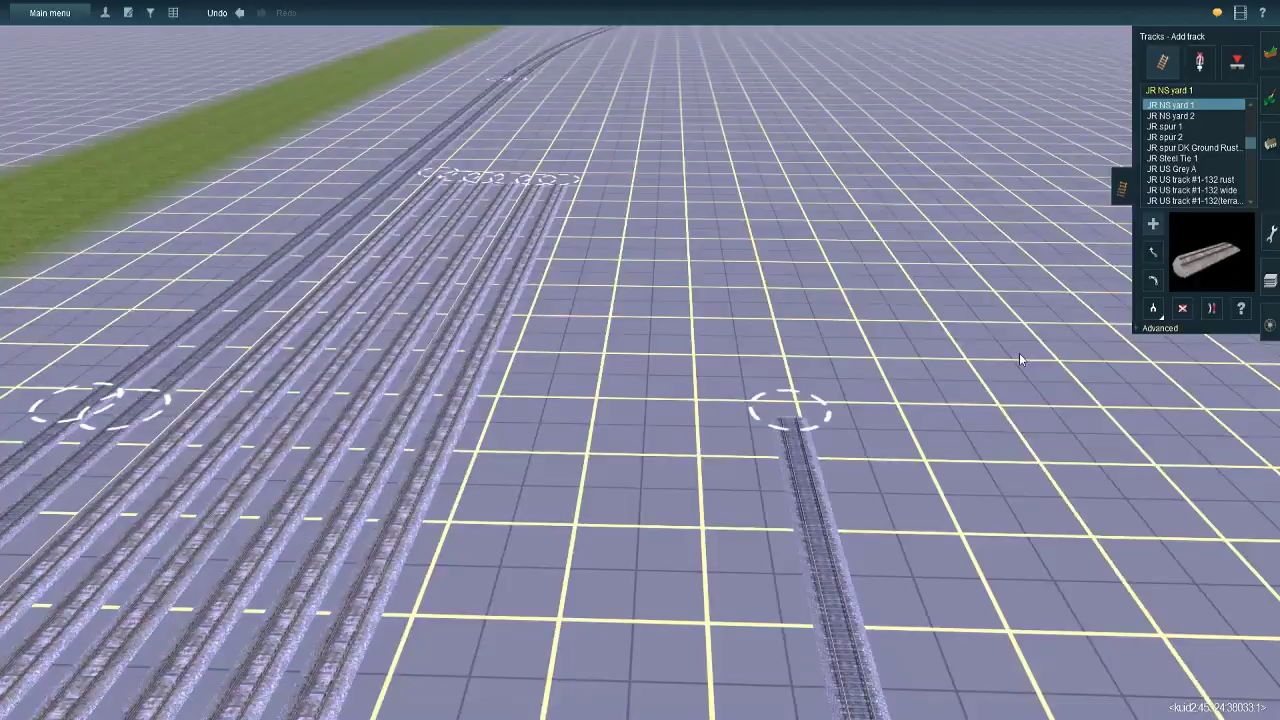 Main menu
Undo
Redo
?
Tracks - Add track
JR NS yard 1
JR NS yard 1
JR NS yard 2
JR spur 1
JR spur 2
JR spur DK Ground Rust...
JR Steel Tie 1
JR US Grey A
JR US track #1-132 rust
JR US track #1-132 wide
JR US track #1-132(terra...
?
Advanced